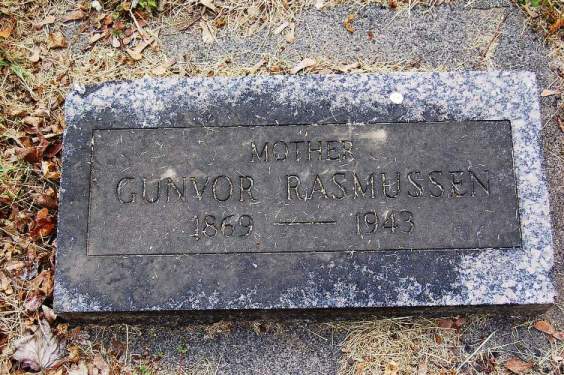 MOTHER
GUNVOR RASMUSSEN
1869 — 1943